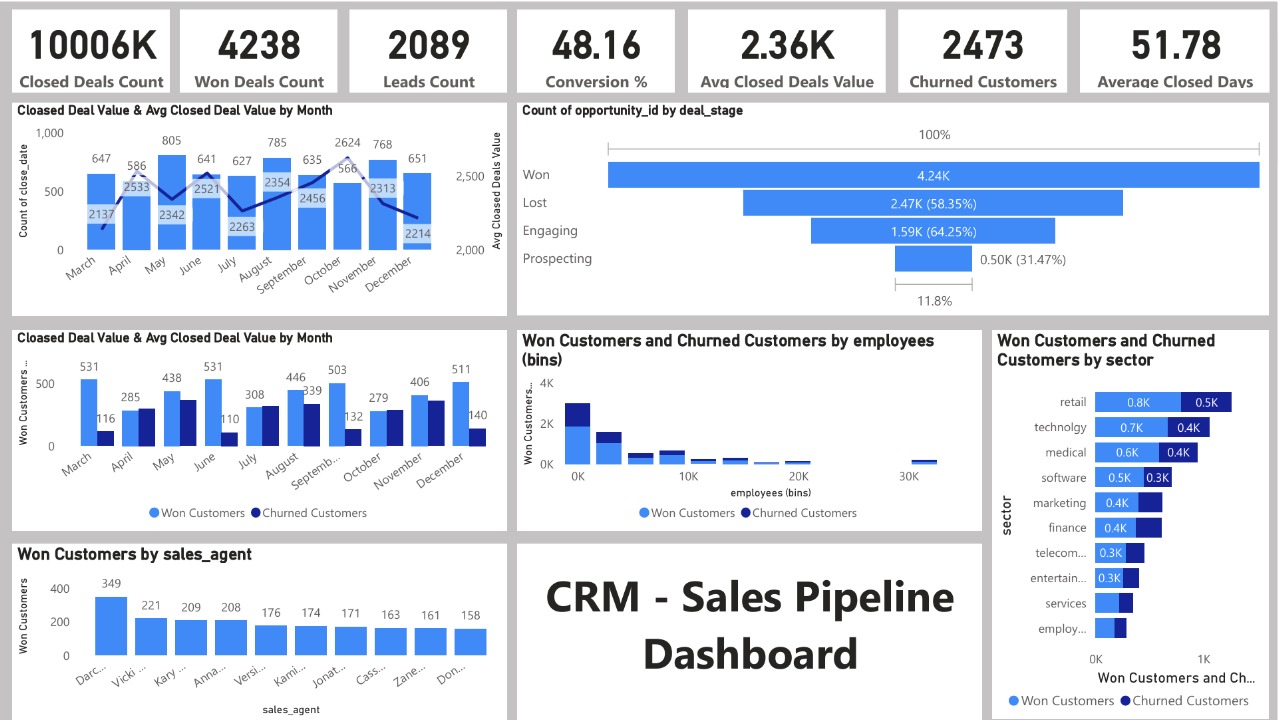 10006K
Closed Deals Count
4238
Won Deals Count
2089
Leads Count
48.16
Conversion %
2.36K
Avg Closed Deals Value
2473
Churned Customers
51.78
Average Closed Days
Cloased Deal Value & Avg Closed Deal Value by Month
Count of close_date
1,000
500
0
647 586 805 641 627 785 635 566 768 651
2137 2533 2342 2521 2263 2354 2456 2624 2313 2214
2,500
2,000
Avg Cloased Deals Value
March April May June July August September October November December
Count of opportunity_id by deal_stage
100%
Won 4.24K
Lost 2.47K (58.35%)
Engaging 1.59K (64.25%)
Prospecting 0.50K (31.47%)
11.8%
Cloased Deal Value & Avg Closed Deal Value by Month
Won Customers ...
500
0
531 116 285 438 531 110 308 446 339 503 132 279 406 511 140
March April May June July August Septemb... October November December
Won Customers Churned Customers
Won Customers and Churned Customers by employees
(bins)
Won Customers...
4K
2K
0K
0K 10K 20K 30K
employees (bins)
Won Customers Churned Customers
Won Customers and Churned
Customers by sector
sector
retail 0.8K 0.5K
technolgy 0.7K 0.4K
medical 0.6K 0.4K
software 0.5K 0.3K
marketing 0.4K
finance 0.4K
telecom... 0.3K
entertain... 0.3K
services
employ...
0K 1K
Won Customers and Ch...
Won Customers Churned Customers
Won Customers by sales_agent
Won Customers
400
200
0
349 221 209 208 176 174 171 163 161 158
Darc... Vicki ... Kary ... Anna... Versi... Kami... Jonat... Cass... Zane... Don...
sales_agent
CRM - Sales Pipeline
Dashboard